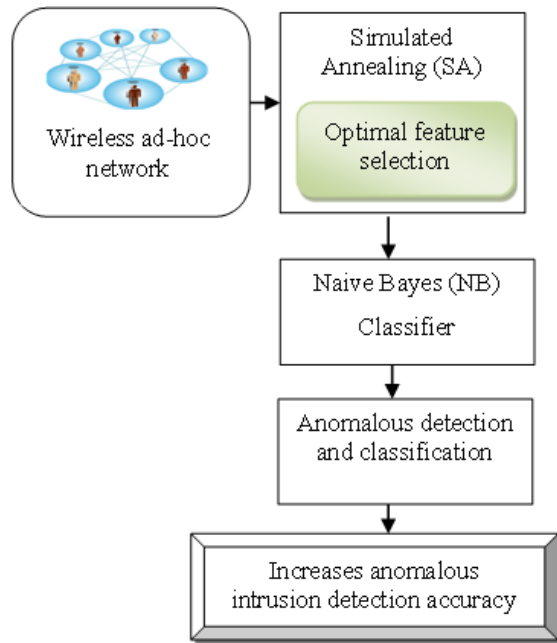 Wireless ad-hoc
network
Simulated
Annealing (SA)
Optimal feature
selection
Naive Bayes (NB)
Classifier
Anomalous detection
and classification
Increases anomalous
intrusion detection accuracy